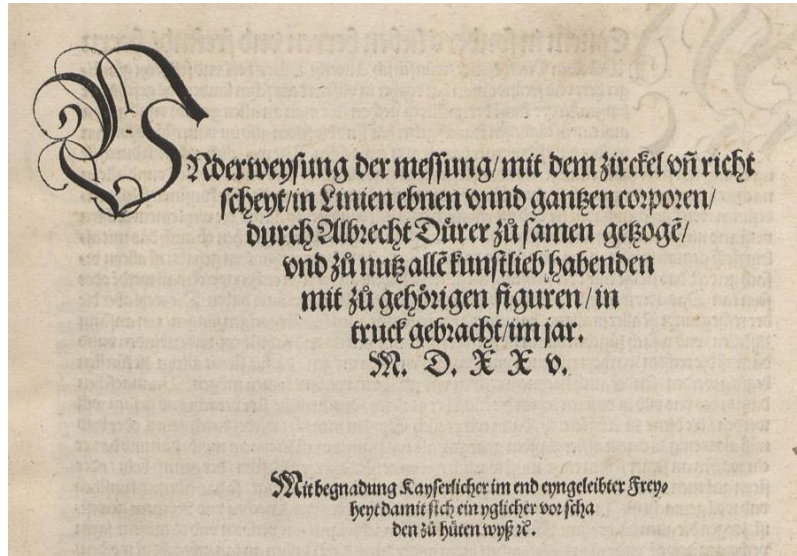 VNderweysung der messung/ mit dem zirckel vñ richt
scheyt/ in Linien ebnen vnnd gantzen corporen/
durch Albrecht Dürer zů samen getzogẽ/
vnd zů nutz allẽ kunstlieb habenden
mit zů gehörigen figuren/ in
truck gebracht/ im jar.
M. D. X X v.
Mit begnadung Kayserlicher im end eyngeleibter Frey⸗
heyt damit sich ein yglicher vor scha
den zů hüten wyß ꝛc̃.